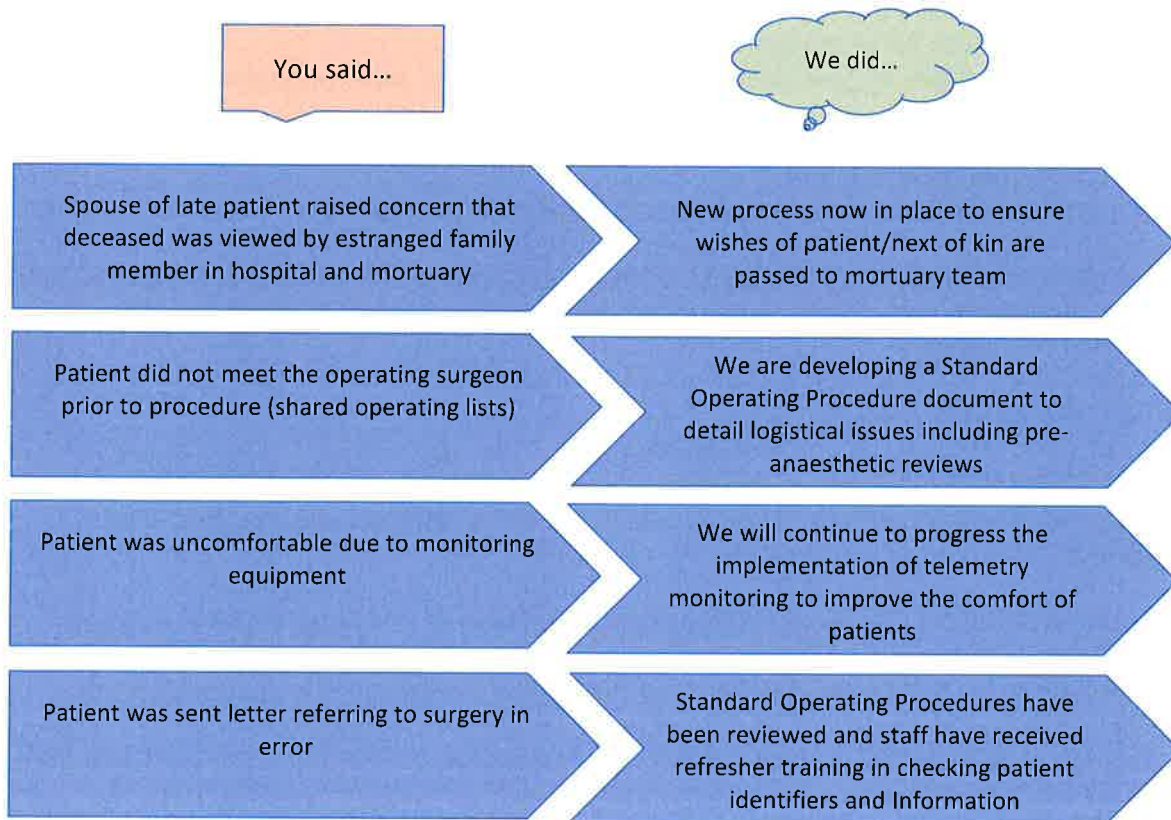 You said...
We did...
Spouse of late patient raised concern that
deceased was viewed by estranged family
member in hospital and mortuary
New process now in place to ensure
wishes of patient/next of kin are
passed to mortuary team
Patient did not meet the operating surgeon
prior to procedure (shared operating lists)
We are developing a Standard
Operating Procedure document to
detail logistical issues including pre-
anaesthetic reviews
Patient was uncomfortable due to monitoring
equipment
We will continue to progress the
implementation of telemetry
monitoring to improve the comfort of
patients
Patient was sent letter referring to surgery in
error
Standard Operating Procedures have
been reviewed and staff have received
refresher training in checking patient
identifiers and Information